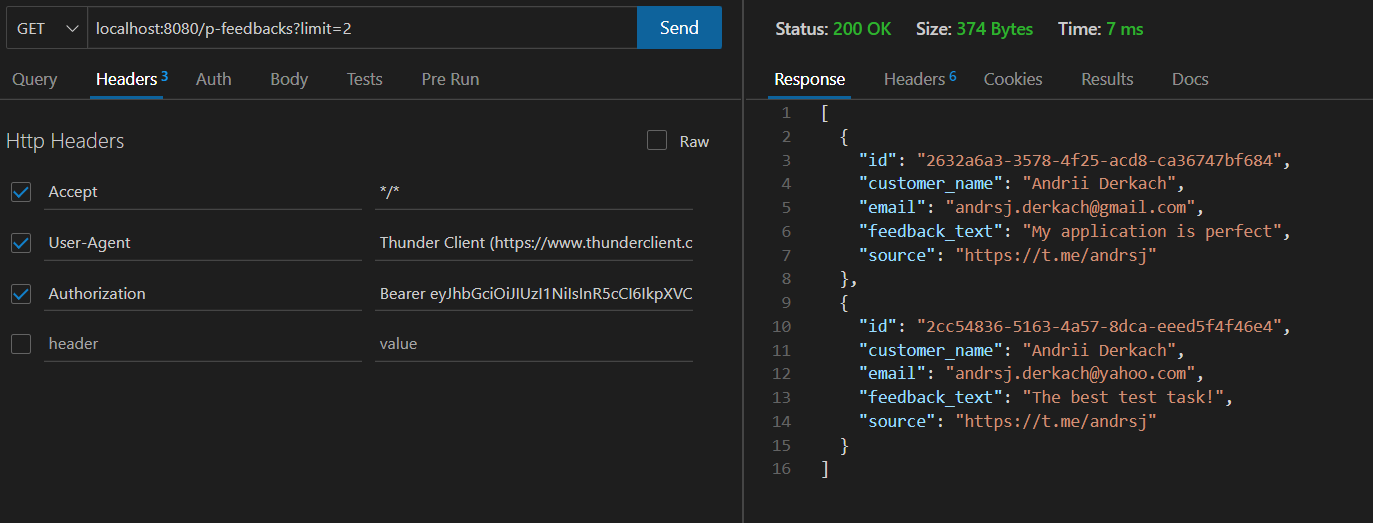 GET localhost:8080/p-feedbacks?limit=2 Send
Query Headers 3 Auth Body Tests Pre Run
Http Headers Raw
Accept */*
User-Agent Thunder Client (https://www.thunderclient.c
Authorization Bearer eyJhbGciOiJIUzI1NiIsInR5cCI6IkpXVC
header value
Status: 200 OK Size: 374 Bytes Time: 7 ms
Response Headers 6 Cookies Results Docs
1 [
2 {
3 "id": "2632a6a3-3578-4f25-acd8-ca36747bf684",
4 "customer_name": "Andrii Derkach",
5 "email": "andrsj.derkach@gmail.com",
6 "feedback_text": "My application is perfect",
7 "source": "https://t.me/andrsj"
8 },
9 {
10 "id": "2cc54836-5163-4a57-8dca-eeed5f4f46e4",
11 "customer_name": "Andrii Derkach",
12 "email": "andrsj.derkach@yahoo.com",
13 "feedback_text": "The best test task!",
14 "source": "https://t.me/andrsj"
15 }
16 ]